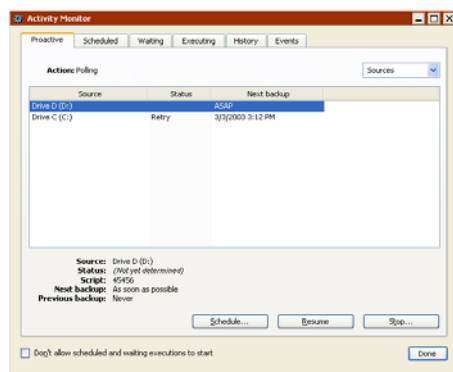 Activity Monitor
Proactive Scheduled Waiting Executing History Events
Action: Polling Sources
Source Status Next backup
Drive D (D:) ASAP
Drive C (C:) Retry 3/3/2003 3:12 PM
Source: Drive D (D:)
Status: (Not yet determined)
Script: 45456
Next backup: As soon as possible
Previous backup: Never
Schedule... Resume Stop...
Don't allow scheduled and waiting executions to start Done